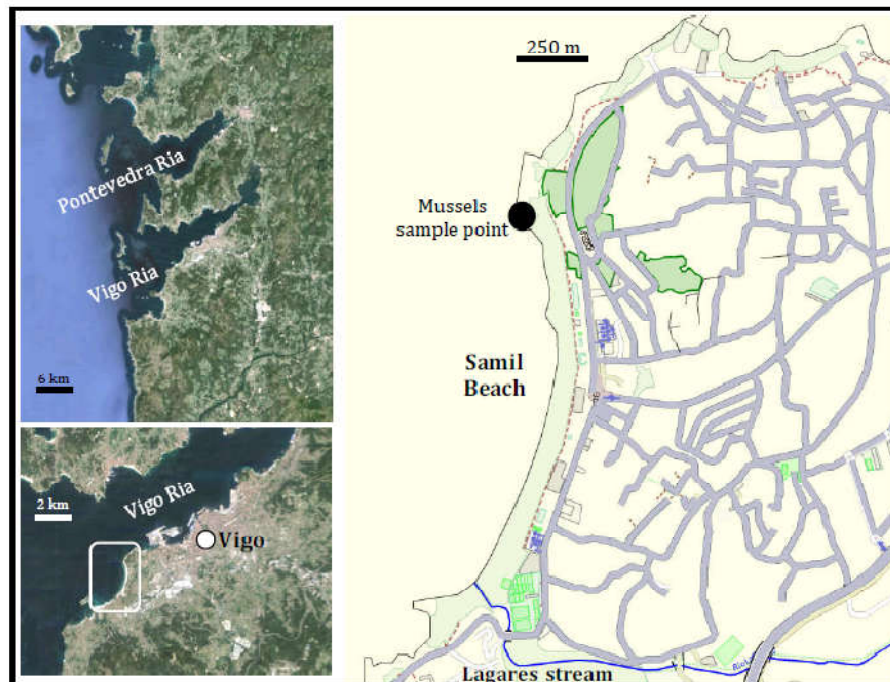 Pontevedra Ria
Vigo Ria
6 km
Vigo Ria
2 km
Vigo
250 m
Mussels
sample point
Samil
Beach
Lagares stream